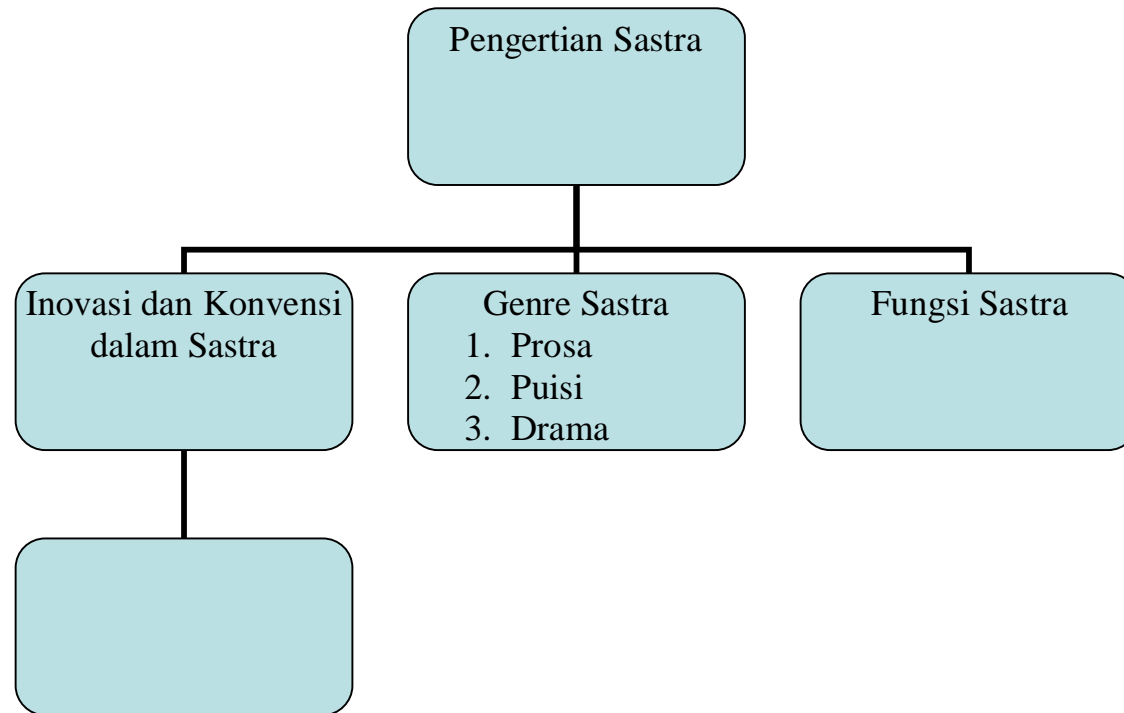 Pengertian Sastra
Inovasi dan Konvensi
dalam Sastra
Genre Sastra
1. Prosa
2. Puisi
3. Drama
Fungsi Sastra